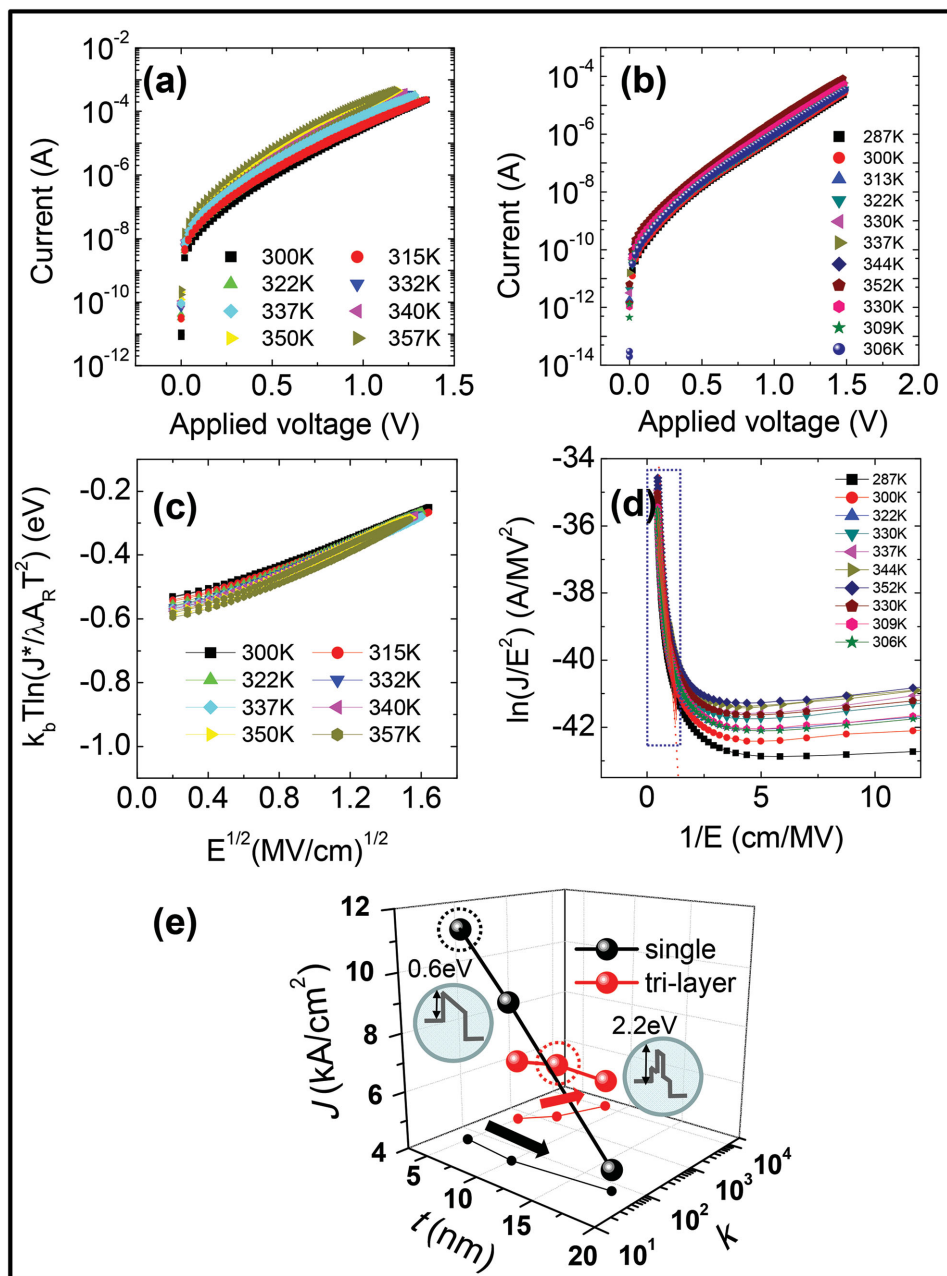 (a)
10^-2
10^-4
10^-6
10^-8
10^-10
10^-12
Current (A)
300K 315K
322K 332K
337K 340K
350K 357K
0.0 0.5 1.0 1.5
Applied voltage (V)
(b)
10^-4
10^-6
10^-8
10^-10
10^-12
10^-14
Current (A)
287K
300K
313K
322K
330K
337K
344K
352K
330K
309K
306K
0.0 0.5 1.0 1.5 2.0
Applied voltage (V)
(c)
-0.2
-0.4
-0.6
-0.8
-1.0
k_b Tln(J*/λA_R T^2) (eV)
300K 315K
322K 332K
337K 340K
350K 357K
0.0 0.4 0.8 1.2 1.6
E^1/2(MV/cm)^1/2
(d)
-34
-36
-38
-40
-42
ln(J/E^2) (A/MV^2)
287K
300K
322K
330K
337K
344K
352K
330K
309K
306K
0 5 10
1/E (cm/MV)
(e)
12
10
8
6
4
J (kA/cm^2)
single
tri-layer
0.6eV
2.2eV
5
10
15
20
t (nm)
10^1
10^2
10^3
10^4
k